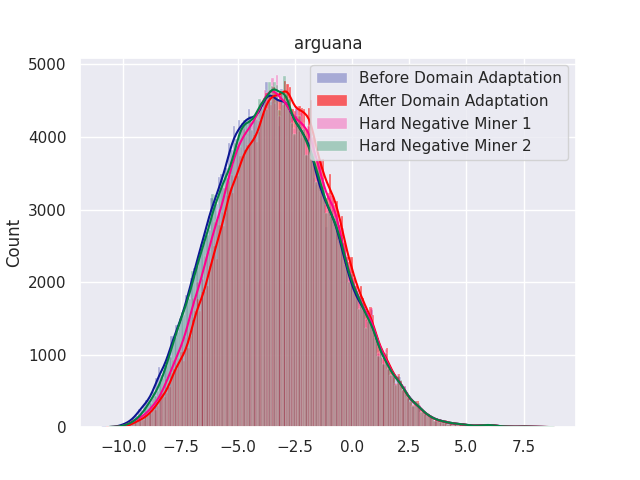 arguana
Before Domain Adaptation
After Domain Adaptation
Hard Negative Miner 1
Hard Negative Miner 2
Count
5000
4000
3000
2000
1000
0
−10.0 −7.5 −5.0 −2.5 0.0 2.5 5.0 7.5